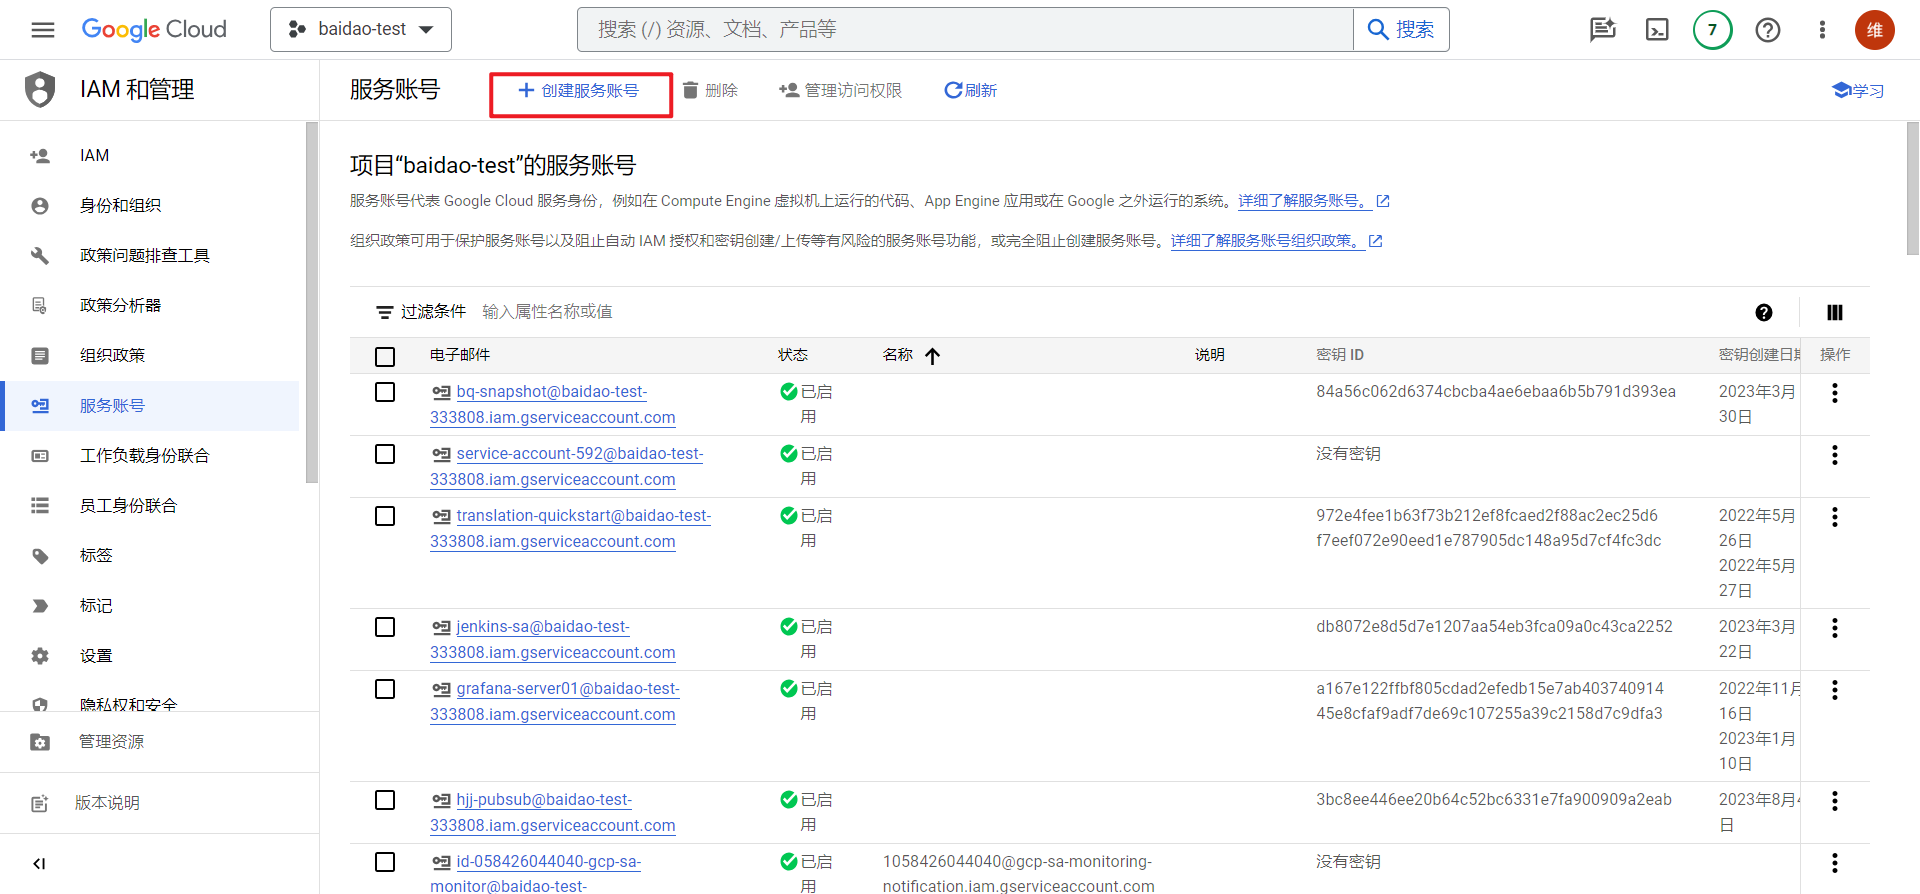 Google Cloud
baidao-test
搜索 (/) 资源、文档、产品等
搜索
7
维
IAM 和管理
服务账号
创建服务账号
删除
管理访问权限
刷新
学习
IAM
身份和组织
政策问题排查工具
政策分析器
组织政策
服务账号
工作负载身份联合
员工身份联合
标签
标记
设置
隐私权和安全
管理资源
版本说明
项目“baidao-test”的服务账号
服务账号代表 Google Cloud 服务身份，例如在 Compute Engine 虚拟机上运行的代码、App Engine 应用或在 Google 之外运行的系统。详细了解服务账号。
组织政策可用于保护服务账号以及阻止自动 IAM 授权和密钥创建/上传等有风险的服务账号功能，或完全阻止创建服务账号。详细了解服务账号组织政策。
过滤条件 输入属性名称或值
电子邮件 状态 名称 说明 密钥 ID 密钥创建日期 操作
bq-snapshot@baidao-test- 已启 84a56c062d6374cbcba4ae6ebaa6b5b791d393ea 2023年3月
333808.iam.gserviceaccount.com 用 30日
service-account-592@baidao-test- 已启 没有密钥
333808.iam.gserviceaccount.com 用
translation-quickstart@baidao-test- 已启 972e4fee1b63f73b212ef8fcaed2f88ac2ec25d6 2022年5月
333808.iam.gserviceaccount.com 用 f7eef072e90eed1e787905dc148a95d7cf4fc3dc 26日
2022年5月
27日
jenkins-sa@baidao-test- 已启 db8072e8d5d7e1207aa54eb3fca09a0c43ca2252 2023年3月
333808.iam.gserviceaccount.com 用 22日
grafana-server01@baidao-test- 已启 a167e122ffbf805cdad2efedb15e7ab403740914 2022年11月
333808.iam.gserviceaccount.com 用 45e8cfaf9adf7de69c107255a39c2158d7c9dfa3 16日
2023年1月
10日
hjj-pubsub@baidao-test- 已启 3bc8ee446ee20b64c52bc6331e7fa900909a2eab 2023年8月4
333808.iam.gserviceaccount.com 用 日
id-058426044040-gcp-sa- 已启 1058426044040@gcp-sa-monitoring- 没有密钥
monitor@baidao-test- 用 notification.iam.gserviceaccount.com